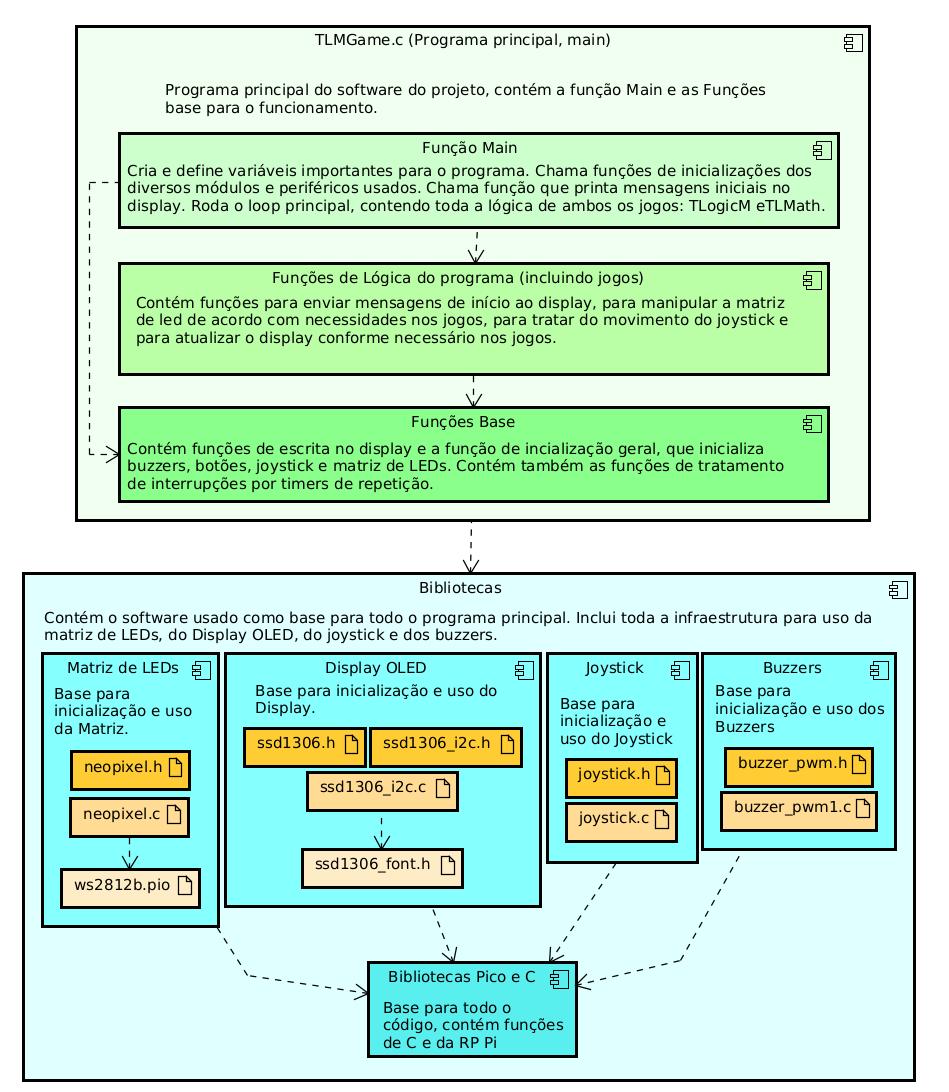 TLMGame.c (Programa principal, main)
Programa principal do software do projeto, contém a função Main e as Funções
base para o funcionamento.
Função Main
Cria e define variáveis importantes para o programa. Chama funções de inicializações dos
diversos módulos e periféricos usados. Chama função que printa mensagens iniciais no
display. Roda o loop principal, contendo toda a lógica de ambos os jogos: TLogicM eTLMath.
Funções de Lógica do programa (incluindo jogos)
Contém funções para enviar mensagens de início ao display, para manipular a matriz
de led de acordo com necessidades nos jogos, para tratar do movimento do joystick e
para atualizar o display conforme necessário nos jogos.
Funções Base
Contém funções de escrita no display e a função de incialização geral, que inicializa
buzzers, botões, joystick e matriz de LEDs. Contém também as funções de tratamento
de interrupções por timers de repetição.
Bibliotecas
Contém o software usado como base para todo o programa principal. Inclui toda a infraestrutura para uso da
matriz de LEDs, do Display OLED, do joystick e dos buzzers.
Matriz de LEDs
Base para
inicialização e uso
da Matriz.
neopixel.h
neopixel.c
ws2812b.pio
Display OLED
Base para inicialização e uso do
Display.
ssd1306.h
ssd1306_i2c.h
ssd1306_i2c.c
ssd1306_font.h
Joystick
Base para
inicialização e
uso do Joystick
joystick.h
joystick.c
Buzzers
Base para
inicialização e uso dos
Buzzers
buzzer_pwm.h
buzzer_pwm1.c
Bibliotecas Pico e C
Base para todo o
código, contém funções
de C e da RP Pi